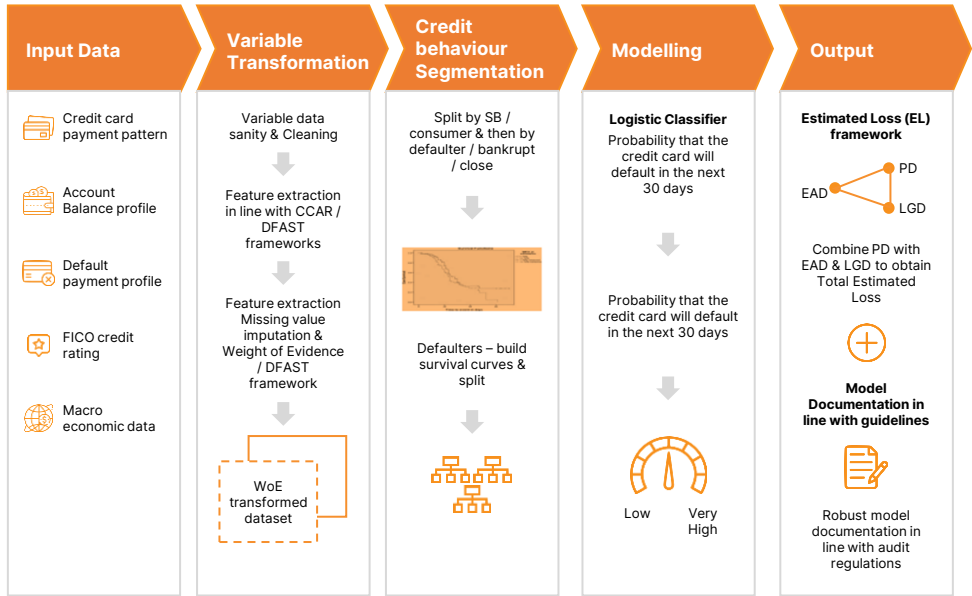 Input Data
Variable
Transformation
Credit
behaviour
Segmentation
Modelling
Output
Credit card
payment pattern
Account
Balance profile
Default
payment profile
FICO credit
rating
Macro
economic data
Variable data
sanity & Cleaning
Feature extraction
in line with CCAR /
DFAST
frameworks
Feature extraction
Missing value
imputation &
Weight of Evidence
/ DFAST
framework
WoE
transformed
dataset
Split by SB /
consumer & then by
defaulter / bankrupt
/ close
Defaulters – build
survival curves &
split
Logistic Classifier
Probability that the
credit card will
default in the next
30 days
Probability that the
credit card will default
in the next 30 days
Low
Very
High
Estimated Loss (EL)
framework
PD
EAD
LGD
Combine PD with
EAD & LGD to obtain
Total Estimated
Loss
Model
Documentation in
line with guidelines
Robust model
documentation in
line with audit
regulations